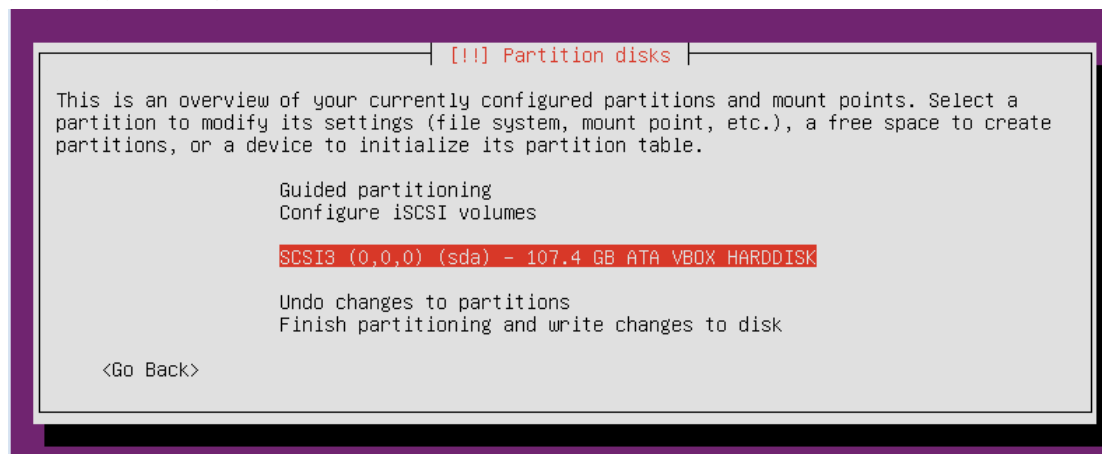 [!!] Partition disks
This is an overview of your currently configured partitions and mount points. Select a
partition to modify its settings (file system, mount point, etc.), a free space to create
partitions, or a device to initialize its partition table.
Guided partitioning
Configure iSCSI volumes
SCSI3 (0,0,0) (sda) - 107.4 GB ATA VBOX HARDDISK
Undo changes to partitions
Finish partitioning and write changes to disk
<Go Back>